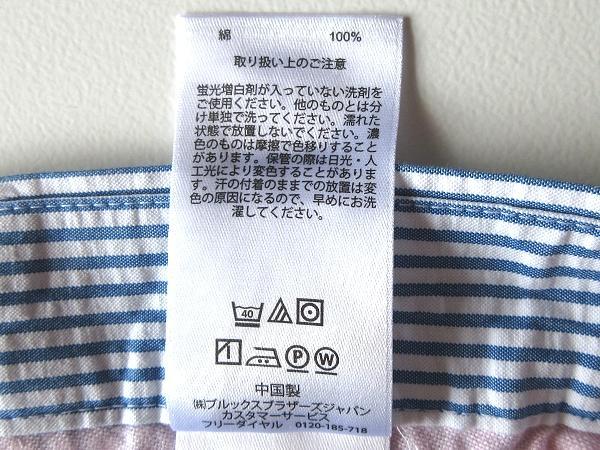 綿 100%
取り扱い上のご注意
蛍光増白剤が入っていない洗剤を
ご使用ください。他のものとは分
け単独で洗ってください。濡れた
状態で放置しないでください。濃
色のものは摩擦で色移りすること
があります。保管の際は日光・人
工光により変色することがありま
す。汗の付着のままでの放置は変
色の原因になるので、早めにお洗
濯してください。
40
P W
中国製
㈱ブルックスブラザーズジャパン
カスタマーサービス
フリーダイヤル 0120-185-718